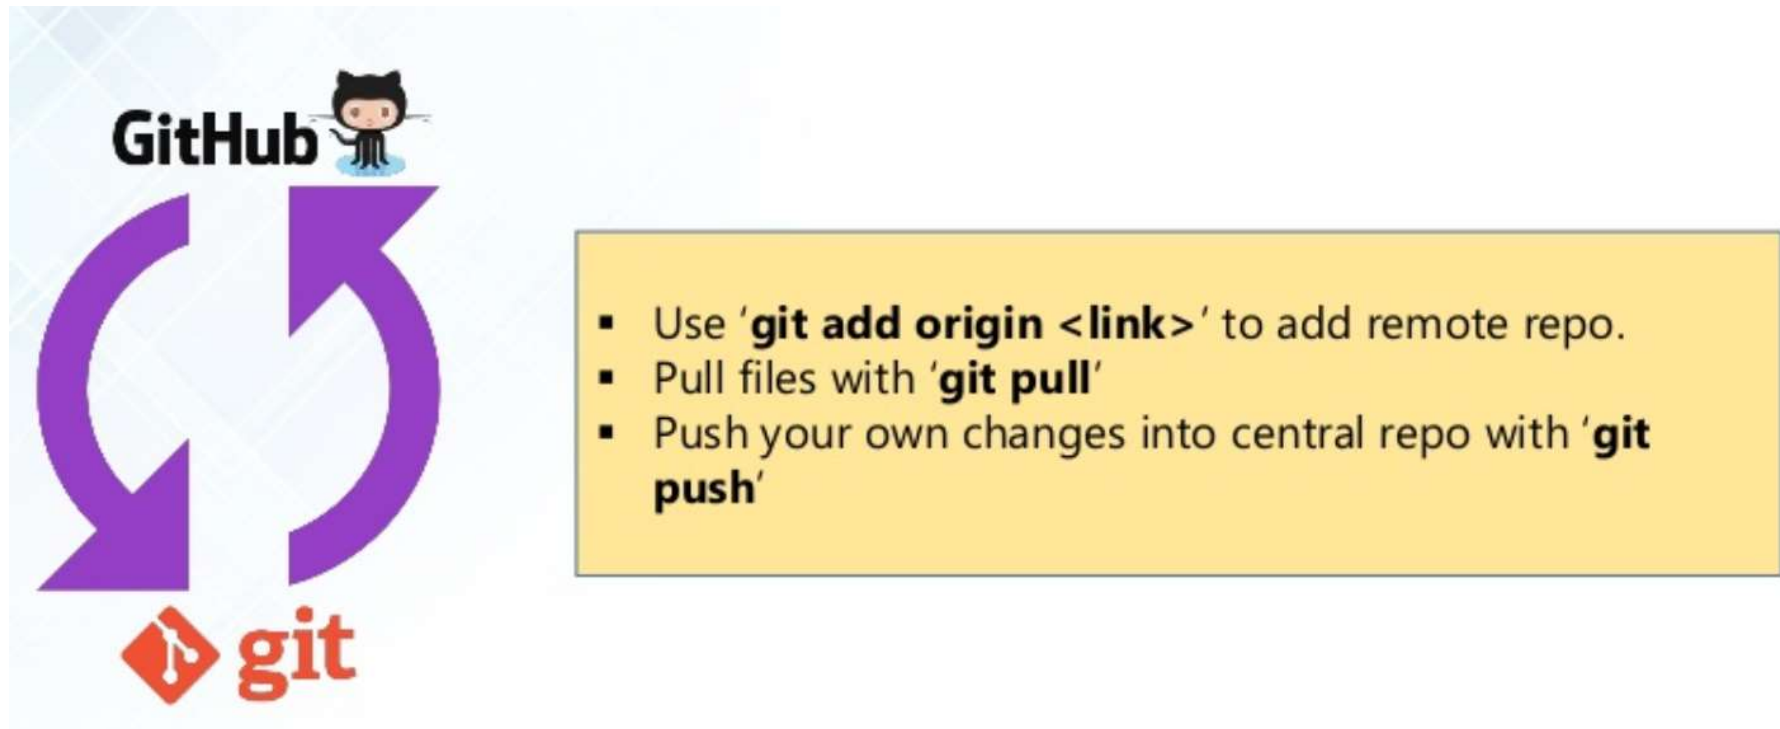 GitHub
▪ Use ‘git add origin <link>’ to add remote repo.
▪ Pull files with ‘git pull’
▪ Push your own changes into central repo with ‘git
push’
git